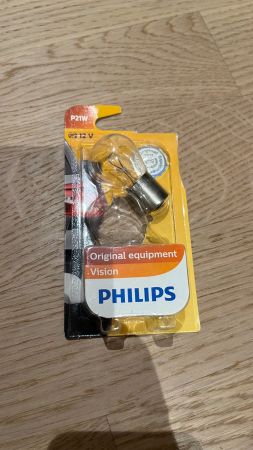 P21W
12 V
Original equipment
Vision
PHILIPS